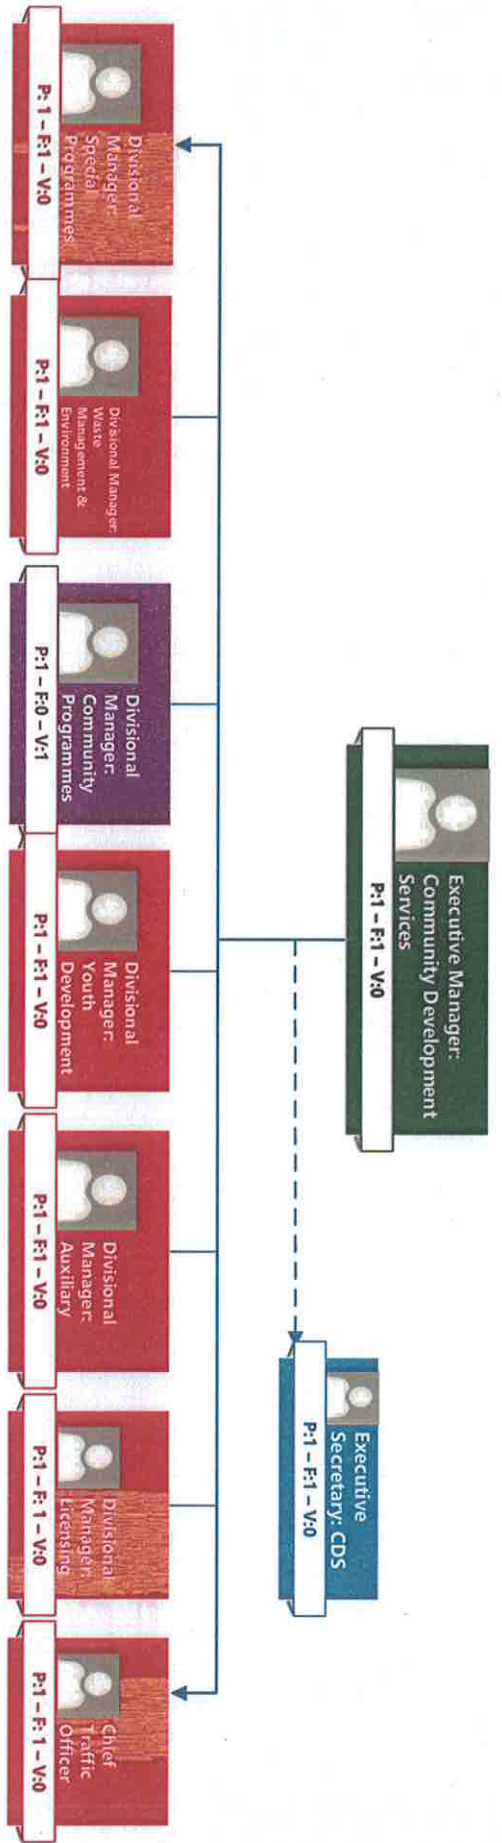 Executive Manager:
Community Development
Services
P:1 – F:1 – V:0
Executive
Secretary: CDS
P:1 – F:1 – V:0
Divisional
Manager:
Special
Programmes
P: 1 – F:1 – V:0
Divisional Manager:
Waste
Management &
Environment
P:1 – F:1 – V:0
Divisional
Manager:
Community
Programmes
P:1 – F:0 – V:1
Divisional
Manager:
Youth
Development
P:1 – F:1 – V:0
Divisional
Manager:
Auxiliary
P:1 – F:1 – V:0
Divisional
Manager:
Licensing
P:1 – F: 1 – V:0
Chief
Traffic
Officer
P:1 – F: 1 – V:0